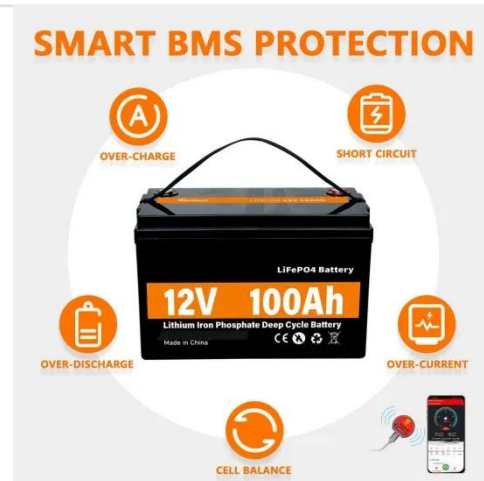 SMART BMS PROTECTION
A
OVER-CHARGE
SHORT CIRCUIT
LiFePO4 Battery
12V 100Ah
Lithium Iron Phosphate Deep Cycle Battery
Made in China
CE
OVER-DISCHARGE
OVER-CURRENT
CELL BALANCE